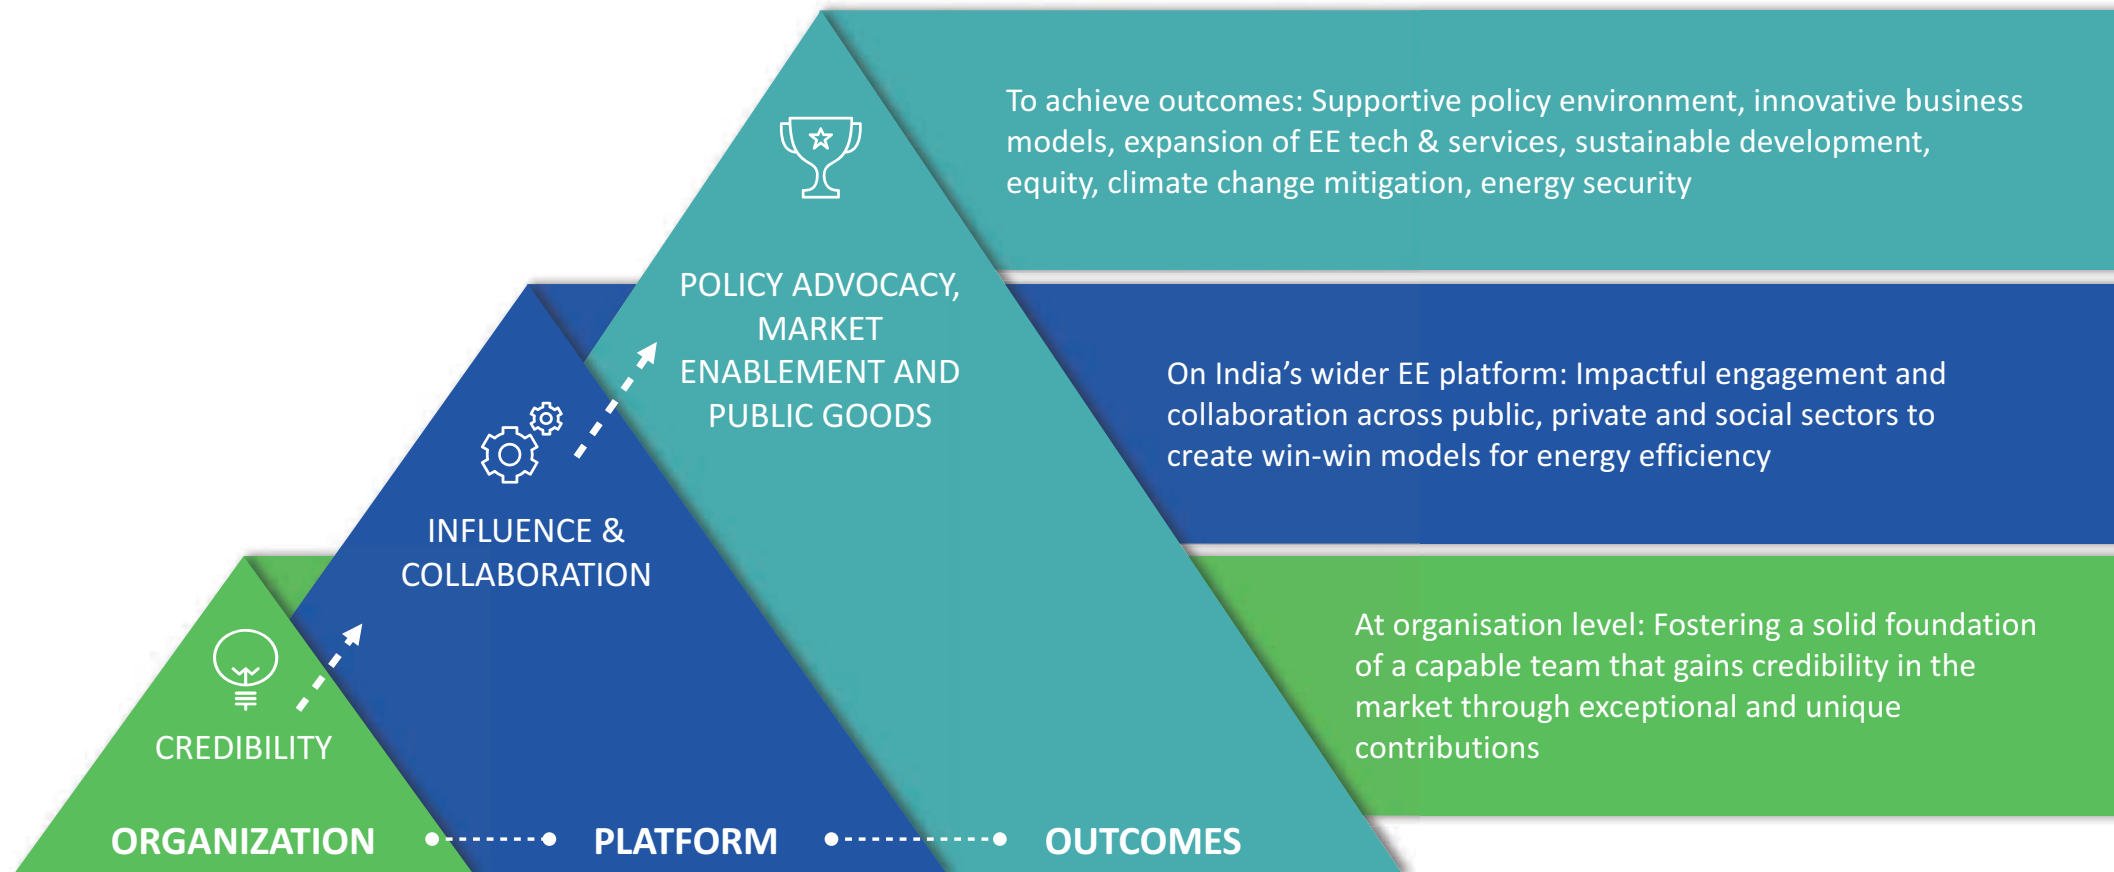 To achieve outcomes: Supportive policy environment, innovative business
models, expansion of EE tech & services, sustainable development,
equity, climate change mitigation, energy security
POLICY ADVOCACY,
MARKET
ENABLEMENT AND
PUBLIC GOODS
On India’s wider EE platform: Impactful engagement and
collaboration across public, private and social sectors to
create win-win models for energy efficiency
INFLUENCE &
COLLABORATION
At organisation level: Fostering a solid foundation
of a capable team that gains credibility in the
market through exceptional and unique
contributions
CREDIBILITY
ORGANIZATION
PLATFORM
OUTCOMES